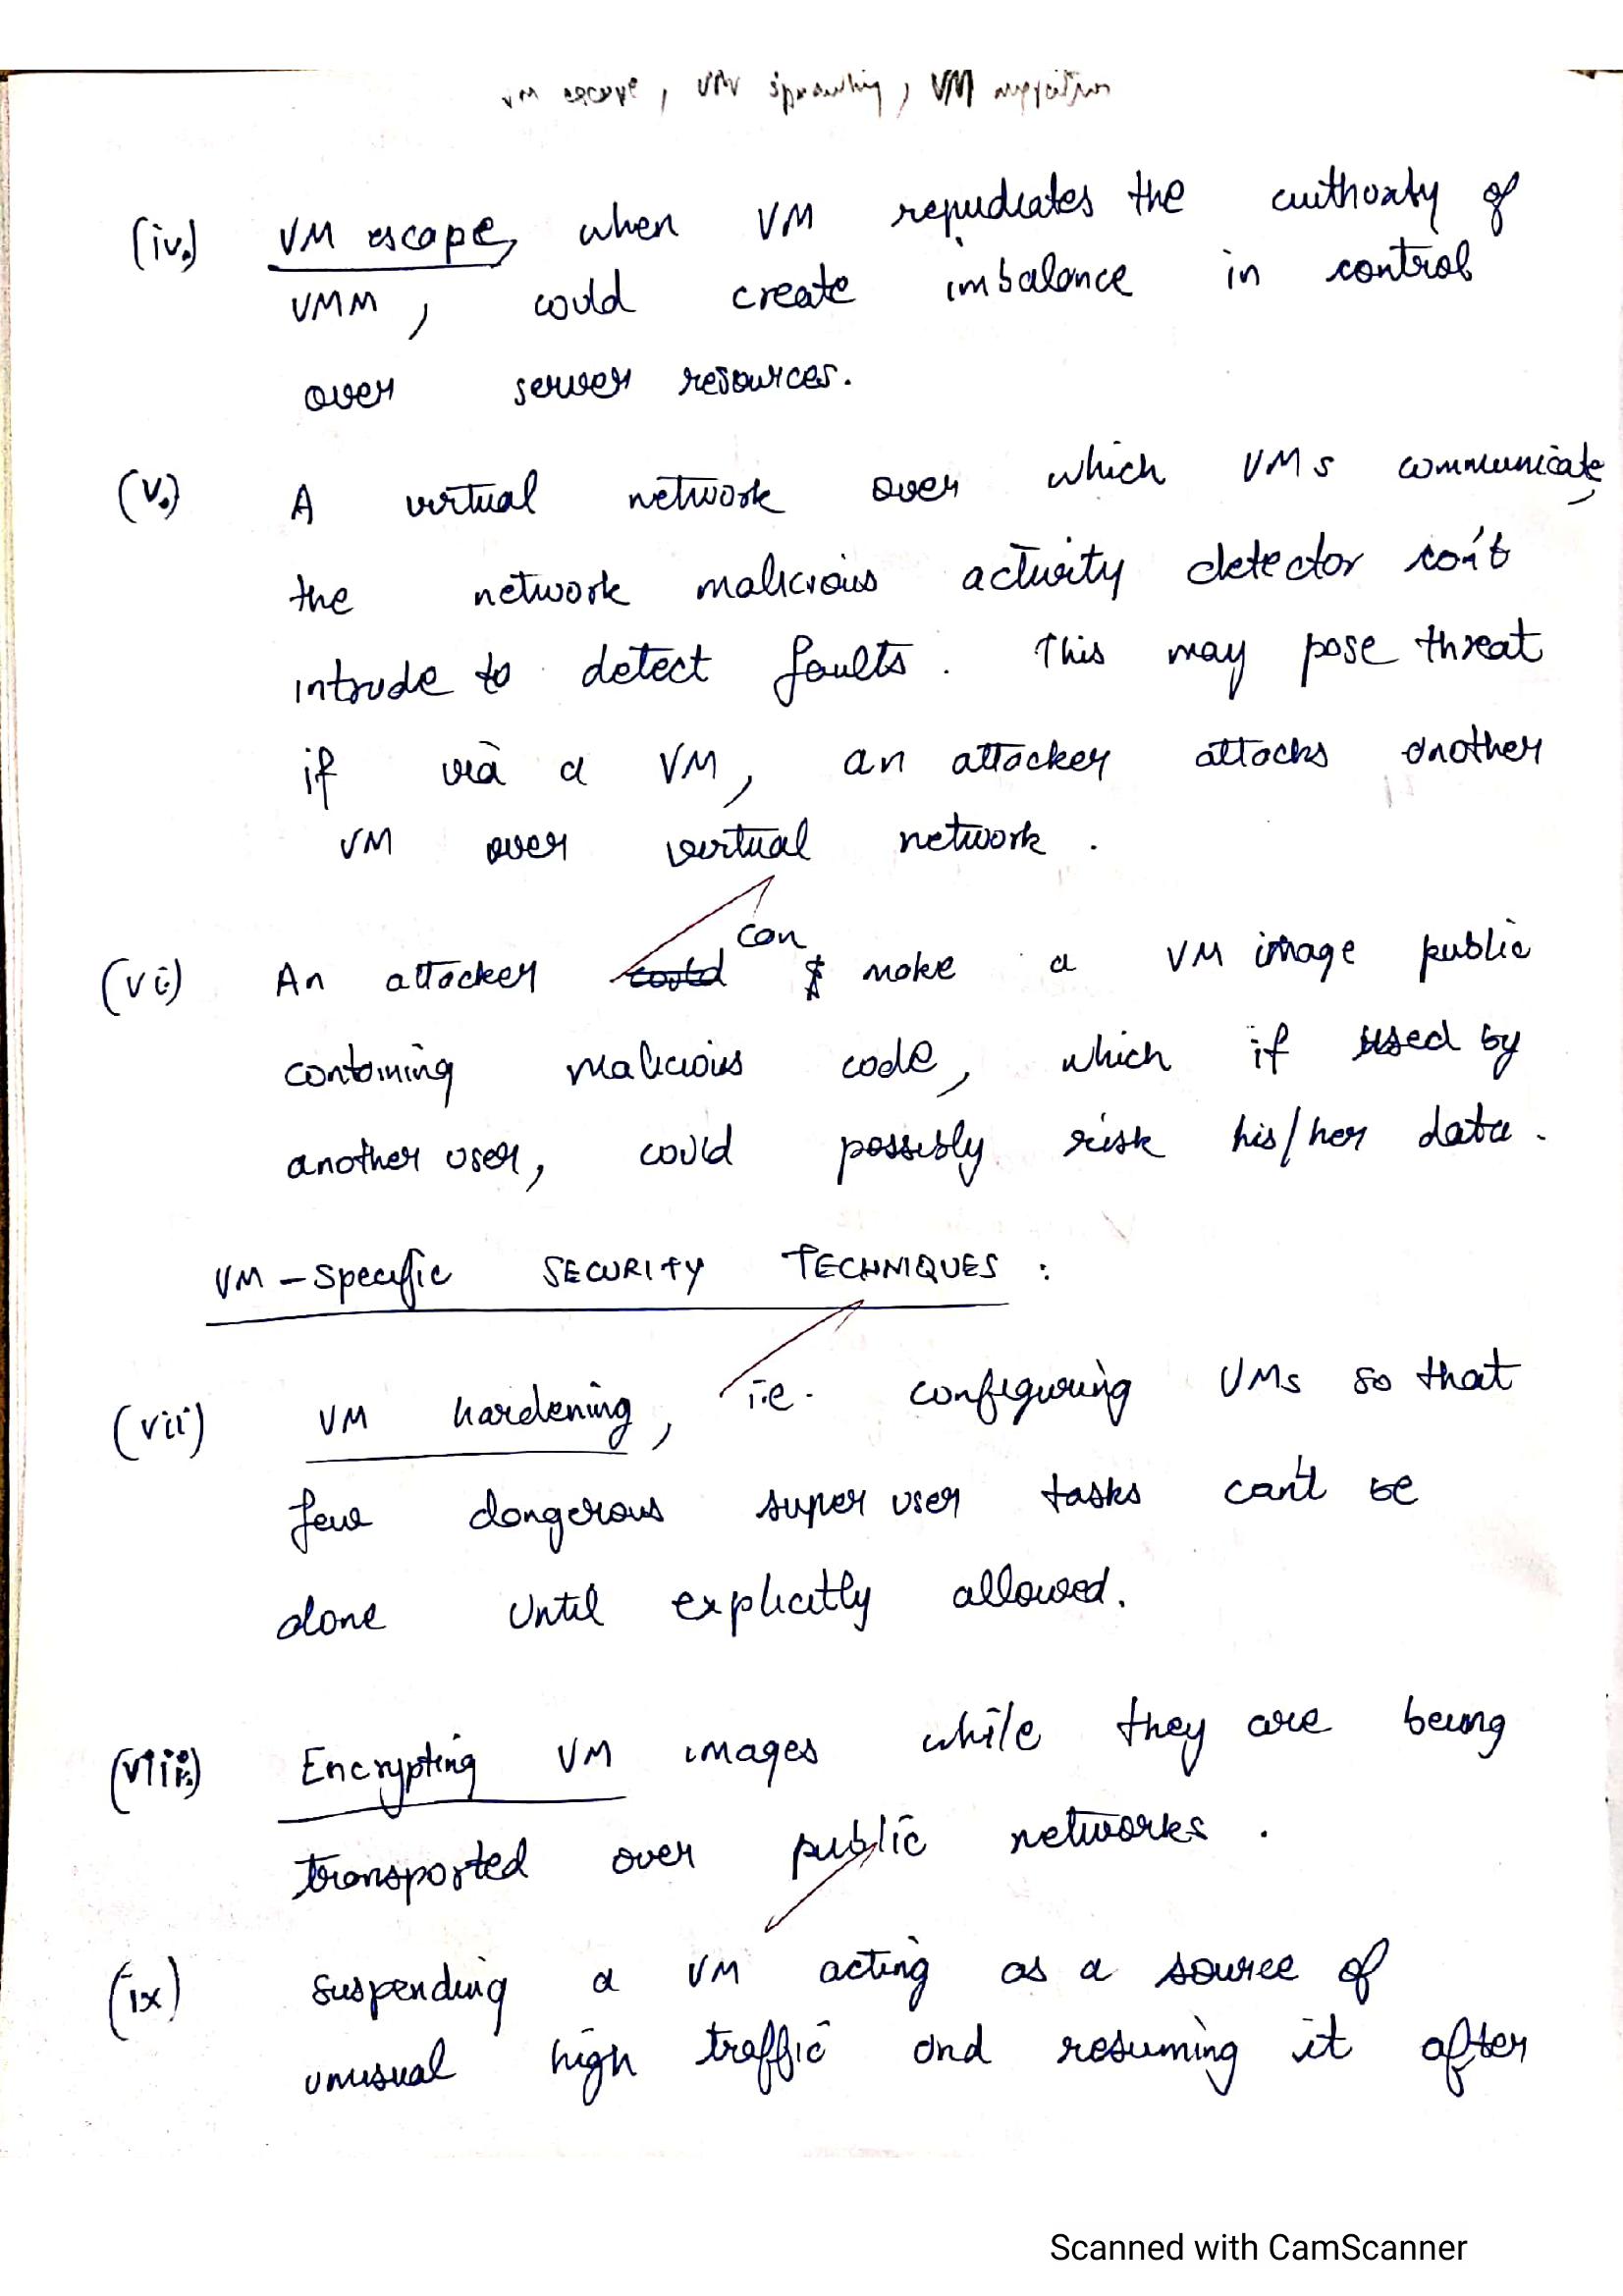 vm escape, VM sprawling, VM migration
(iv.) VM escape, when VM repudiates the authority of
VMM, could create imbalance in control
over server resources.
(v.) A virtual network over which VMs communicate,
the network malicious activity detector can't
intrude to detect faults. This may pose threat
if via a VM, an attacker attacks another
VM over virtual network.
can
(vi) An attacker could make a VM image public
containing malicious code, which if used by
another user, could possibly risk his/her data.
VM-specific SECURITY TECHNIQUES :
(vii) VM hardening, i.e. configuring VMs so that
few dangerous super user tasks can't be
done until explicitly allowed.
(viii) Encrypting VM images while they are being
transported over public networks.
(ix) Suspending a VM acting as a source of
unusual high traffic and resuming it after
Scanned with CamScanner